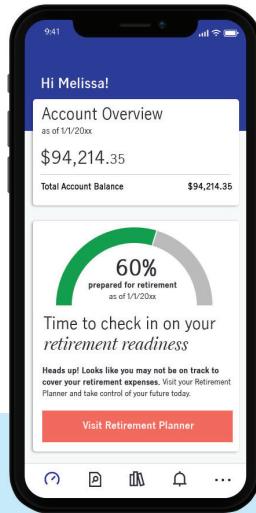 9:41
Hi Melissa!
Account Overview
as of 1/1/20xx
$94,214.35
Total Account Balance $94,214.35
60%
prepared for retirement
as of 1/1/20xx
Time to check in on your
retirement readiness
Heads up! Looks like you may not be on track to
cover your retirement expenses. Visit your Retirement
Planner and take control of your future today.
Visit Retirement Planner